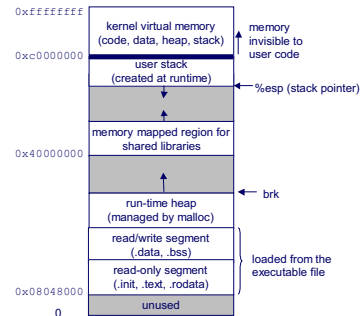 0xffffffff
kernel virtual memory
(code, data, heap, stack)
memory
invisible to
user code
0xc0000000
user stack
(created at runtime)
%esp (stack pointer)
memory mapped region for
shared libraries
0x40000000
brk
run-time heap
(managed by malloc)
read/write segment
(.data, .bss)
loaded from the
executable file
read-only segment
(.init, .text, .rodata)
0x08048000
unused
0